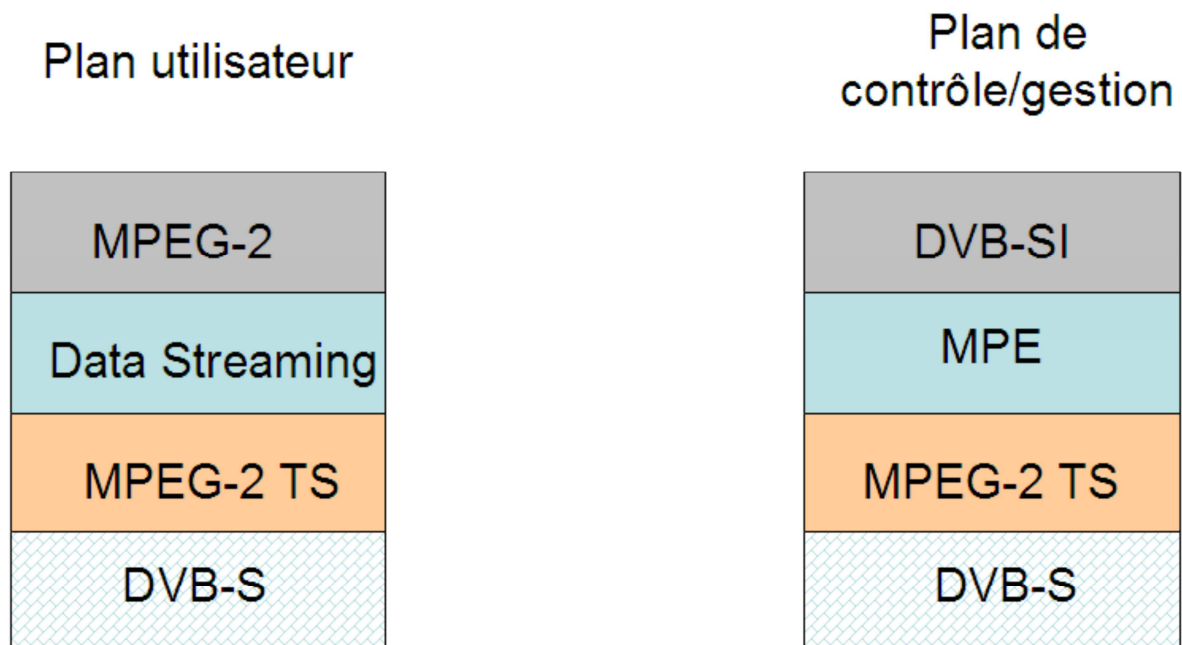 Plan utilisateur
MPEG-2
Data Streaming
MPEG-2 TS
DVB-S
Plan de
contrôle/gestion
DVB-SI
MPE
MPEG-2 TS
DVB-S